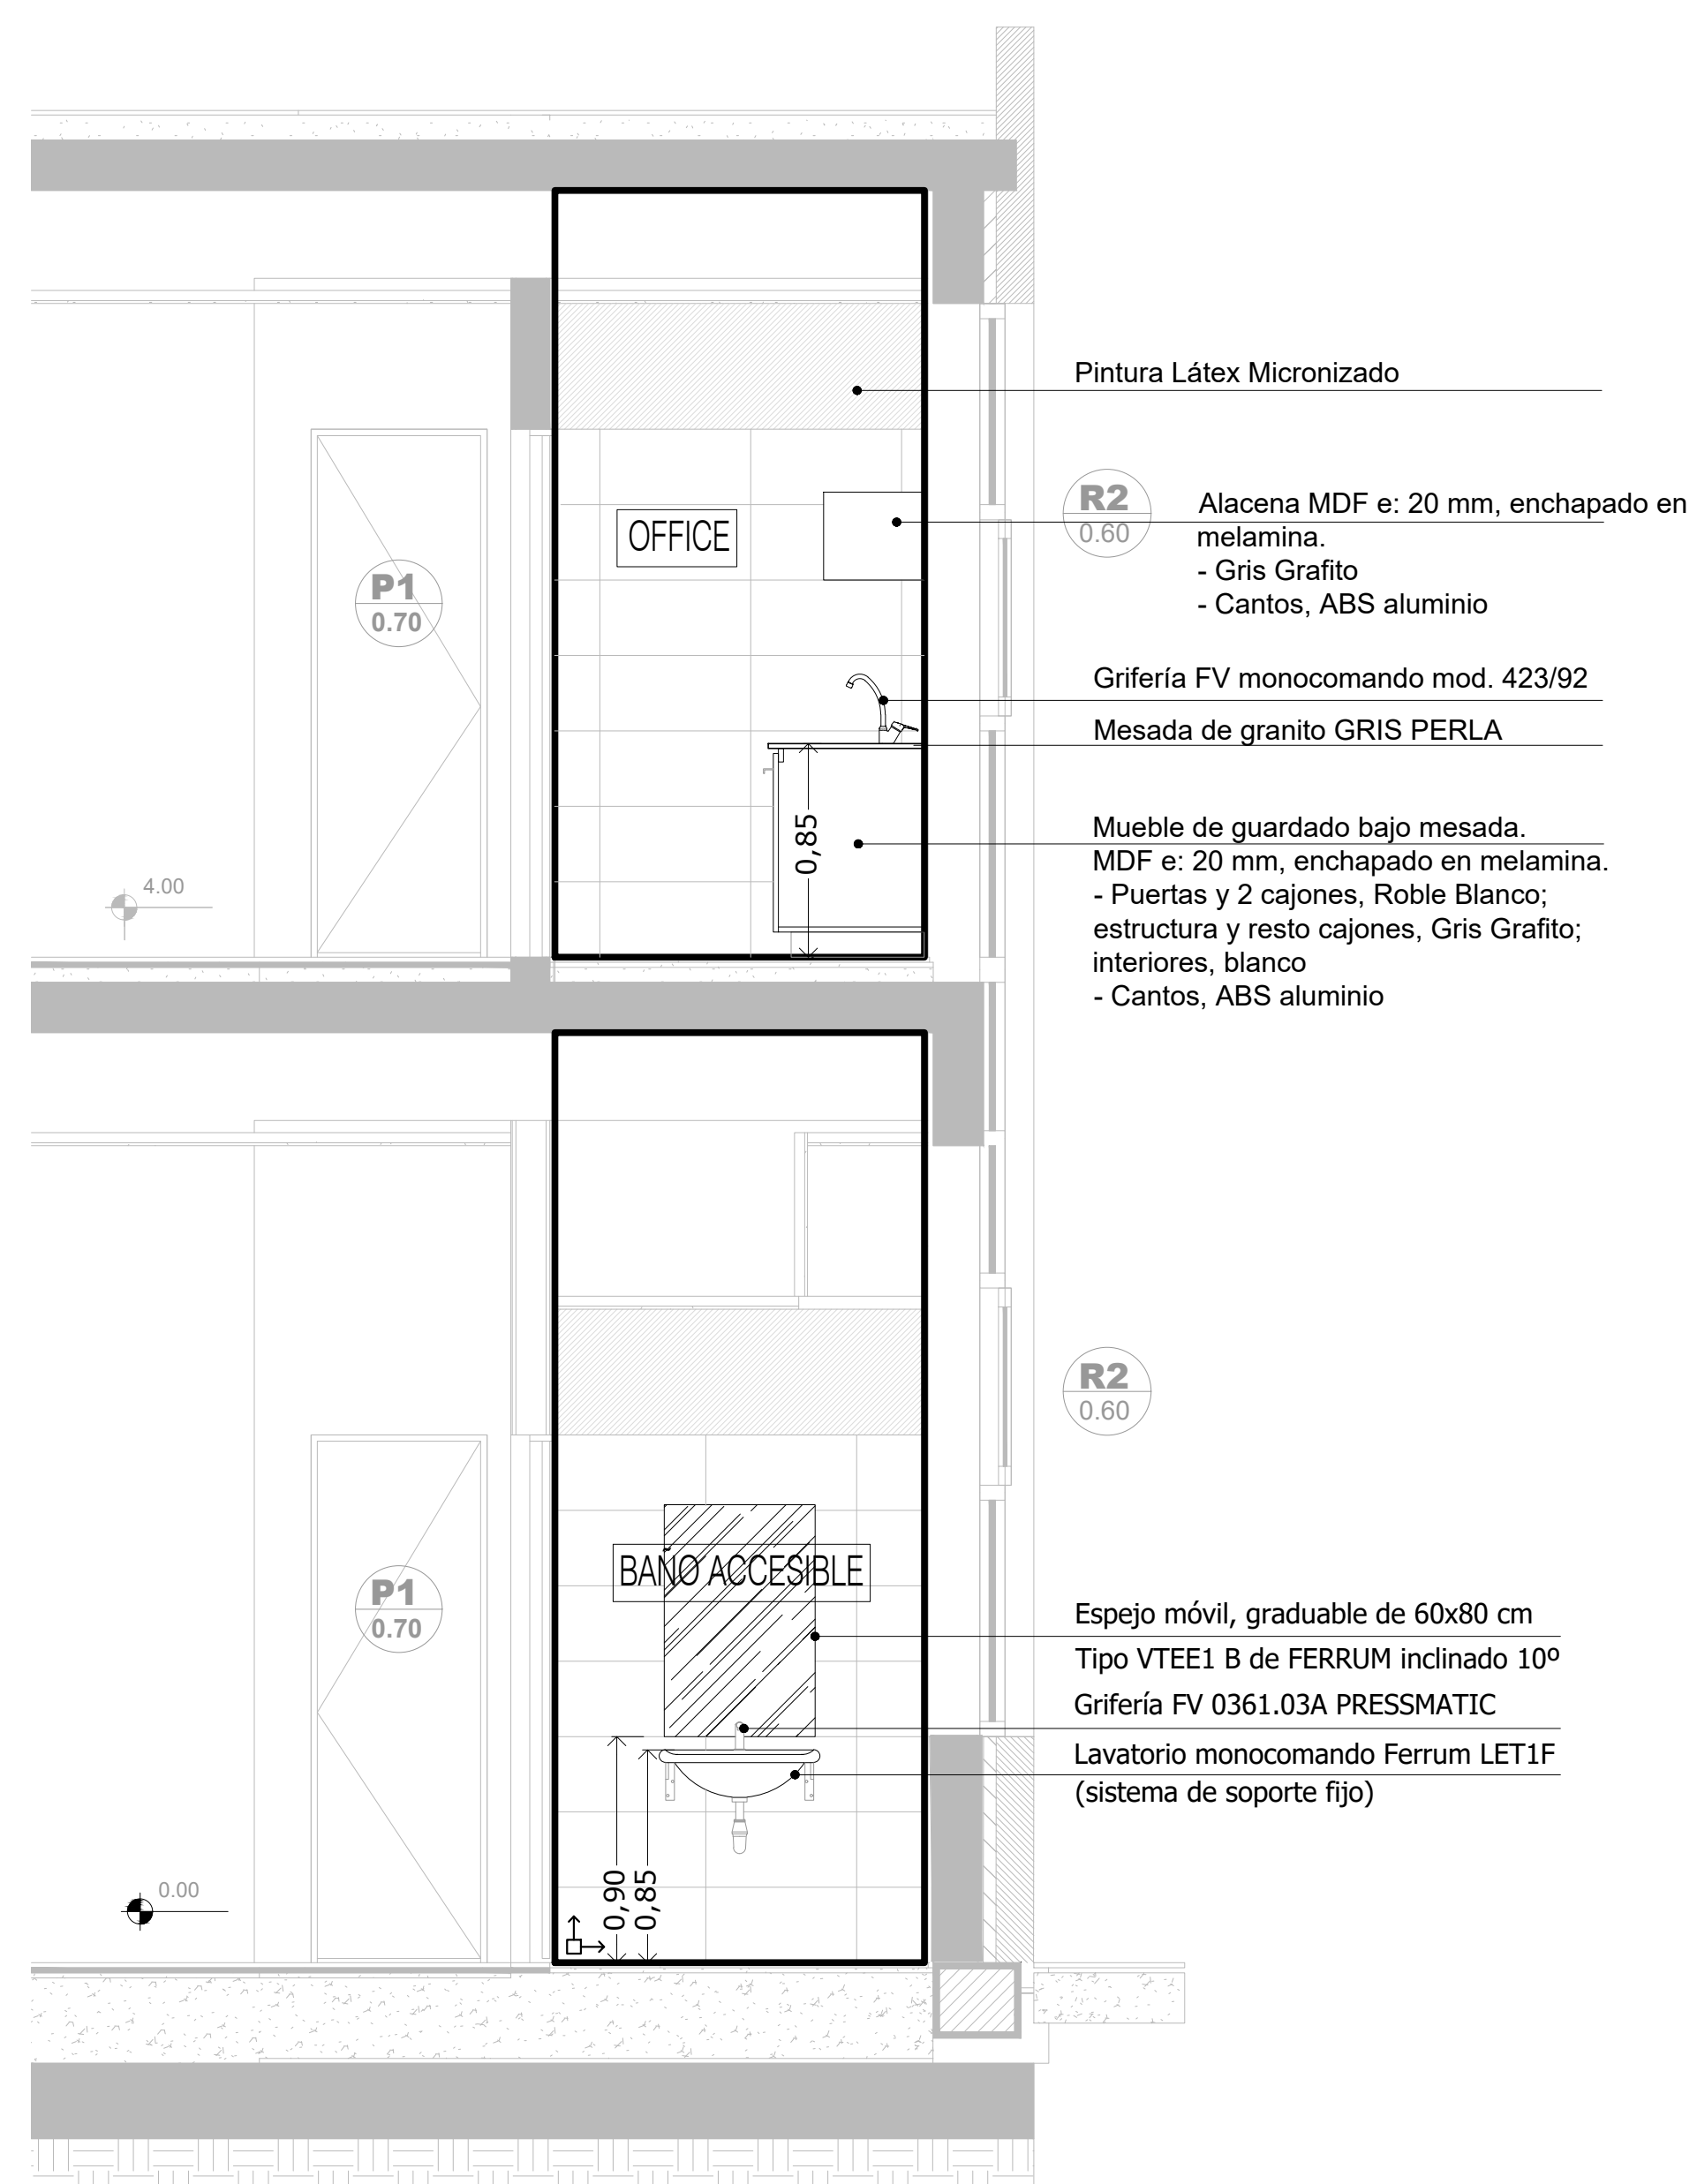 Pintura Látex Micronizado
R2
0.60
Alacena MDF e: 20 mm, enchapado en
melamina.
- Gris Grafito
- Cantos, ABS aluminio
OFFICE
P1
0.70
Grifería FV monocomando mod. 423/92
Mesada de granito GRIS PERLA
0,85
Mueble de guardado bajo mesada.
MDF e: 20 mm, enchapado en melamina.
- Puertas y 2 cajones, Roble Blanco;
estructura y resto cajones, Gris Grafito;
interiores, blanco
- Cantos, ABS aluminio
4.00
R2
0.60
BAÑO ACCESIBLE
P1
0.70
Espejo móvil, graduable de 60x80 cm
Tipo VTEE1 B de FERRUM inclinado 10º
Grifería FV 0361.03A PRESSMATIC
Lavatorio monocomando Ferrum LET1F
(sistema de soporte fijo)
0,90
0,85
0.00